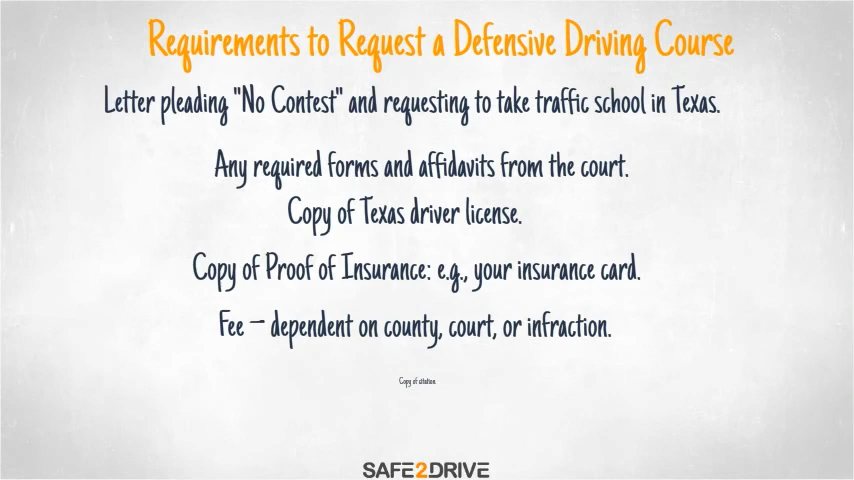 Requirements to Request a Defensive Driving Course
Letter pleading "No Contest" and requesting to take traffic school in Texas.
Any required forms and affidavits from the court.
Copy of Texas driver license.
Copy of Proof of Insurance: e.g., your insurance card.
Fee – dependent on county, court, or infraction.
Copy of citation
SAFE2DRIVE